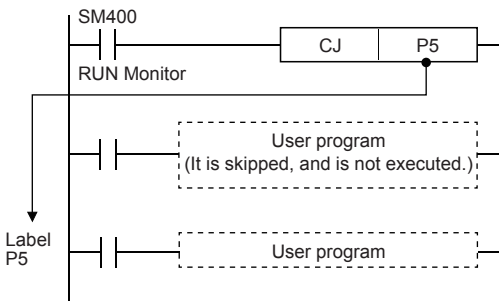 SM400
CJ P5
RUN Monitor
User program
(It is skipped, and is not executed.)
Label
P5
User program